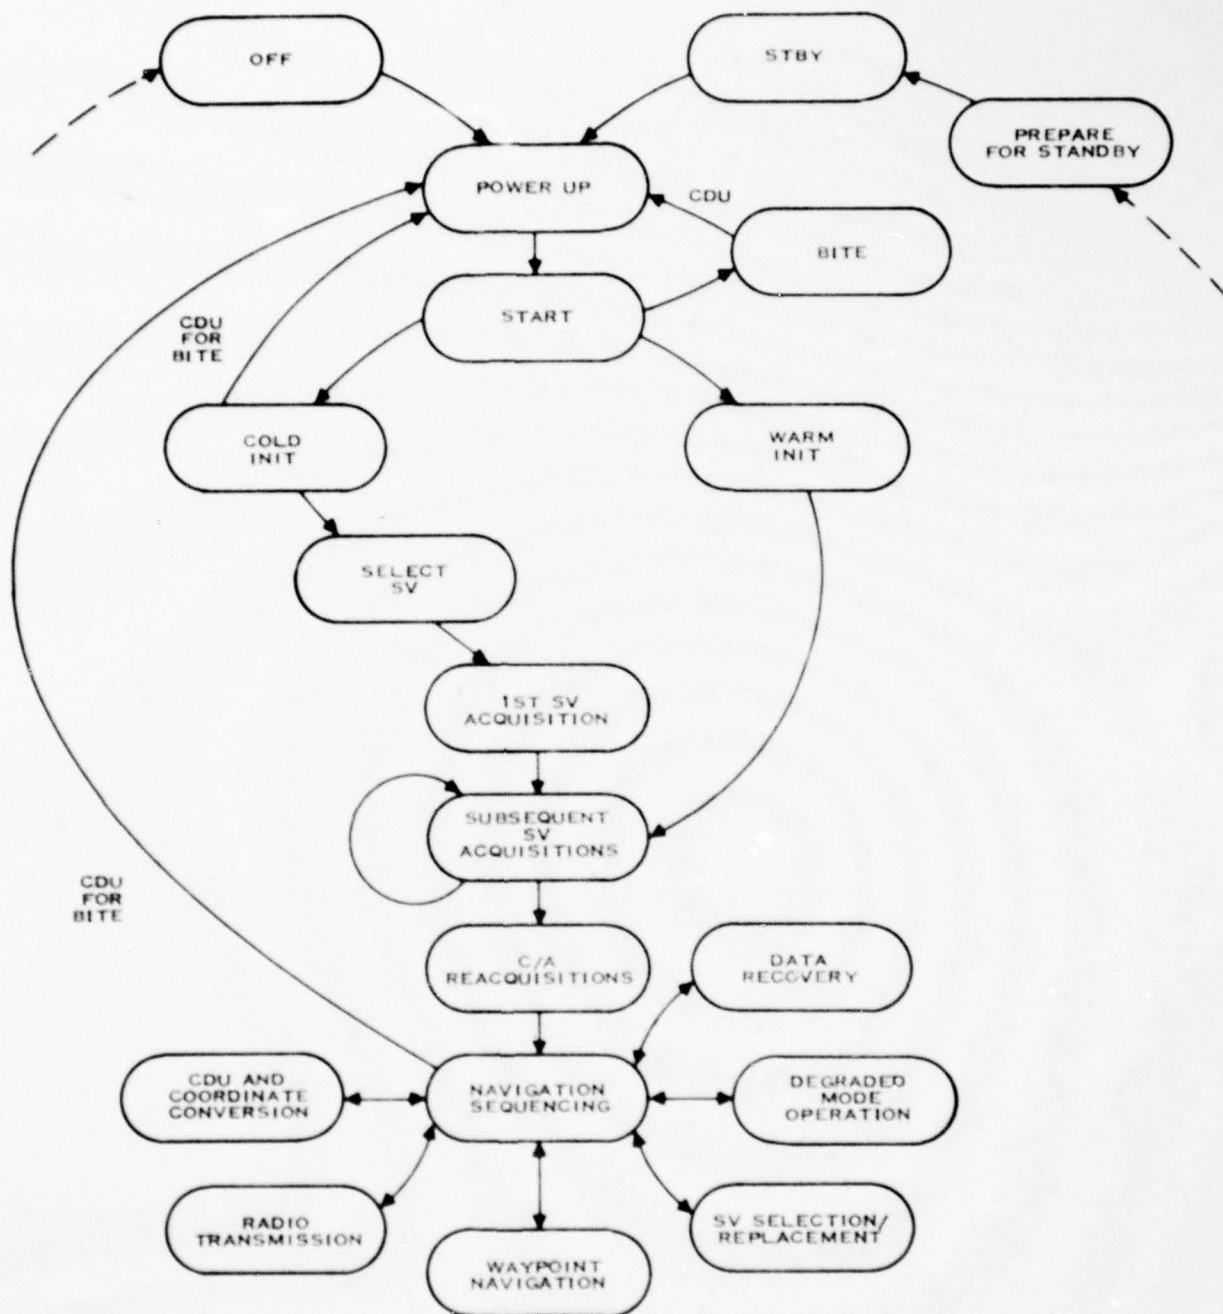 OFF
STBY
PREPARE
FOR STANDBY
POWER UP
CDU
BITE
START
CDU
FOR
BITE
COLD
INIT
WARM
INIT
SELECT
SV
1ST SV
ACQUISITION
SUBSEQUENT
SV
ACQUISITIONS
CDU
FOR
BITE
C/A
REACQUISITIONS
DATA
RECOVERY
CDU AND
COORDINATE
CONVERSION
NAVIGATION
SEQUENCING
DEGRADED
MODE
OPERATION
RADIO
TRANSMISSION
WAYPOINT
NAVIGATION
SV SELECTION/
REPLACEMENT